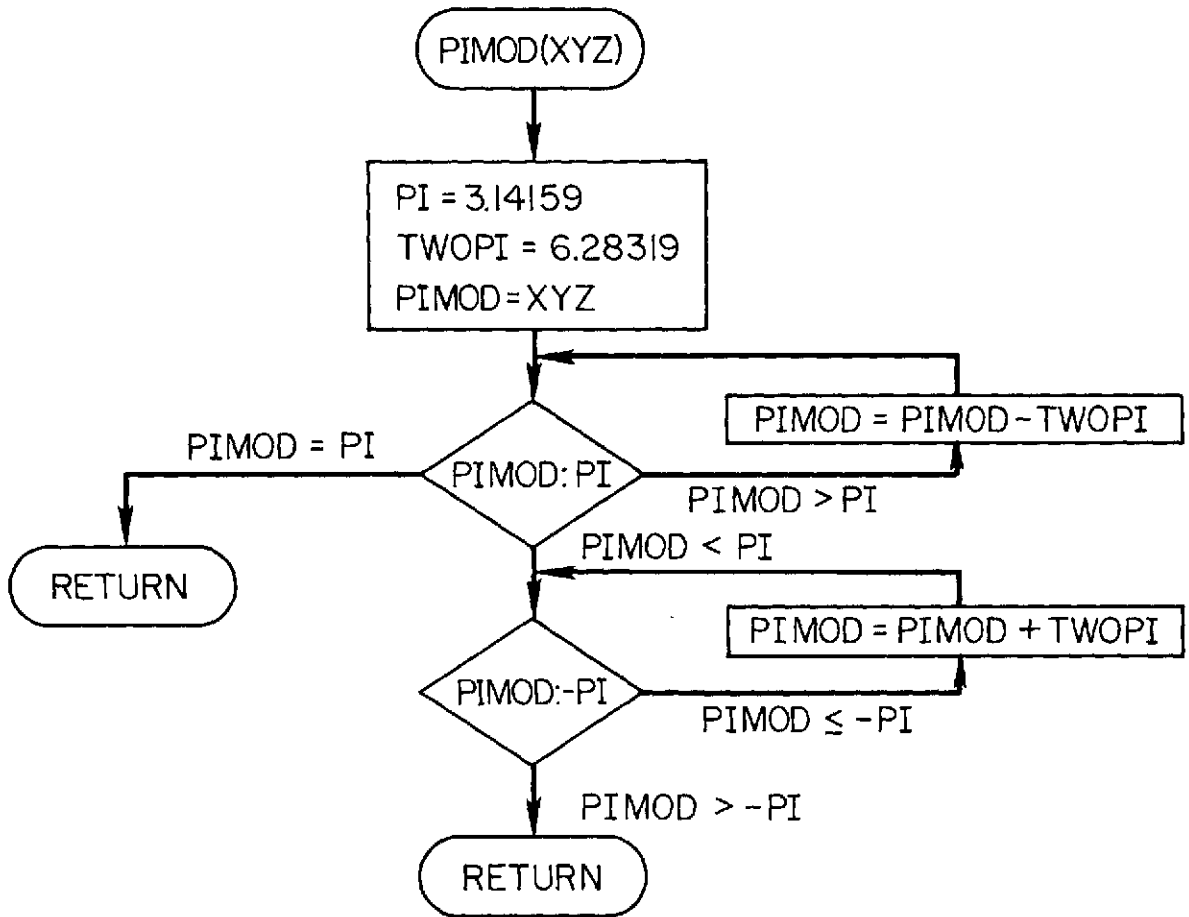 PIMOD(XYZ)
PI = 3.14159
TWOPI = 6.28319
PIMOD = XYZ
PIMOD = PIMOD - TWOPI
PIMOD = PI
PIMOD: PI
PIMOD > PI
PIMOD < PI
RETURN
PIMOD = PIMOD + TWOPI
PIMOD:-PI
PIMOD ≤ -PI
PIMOD > -PI
RETURN